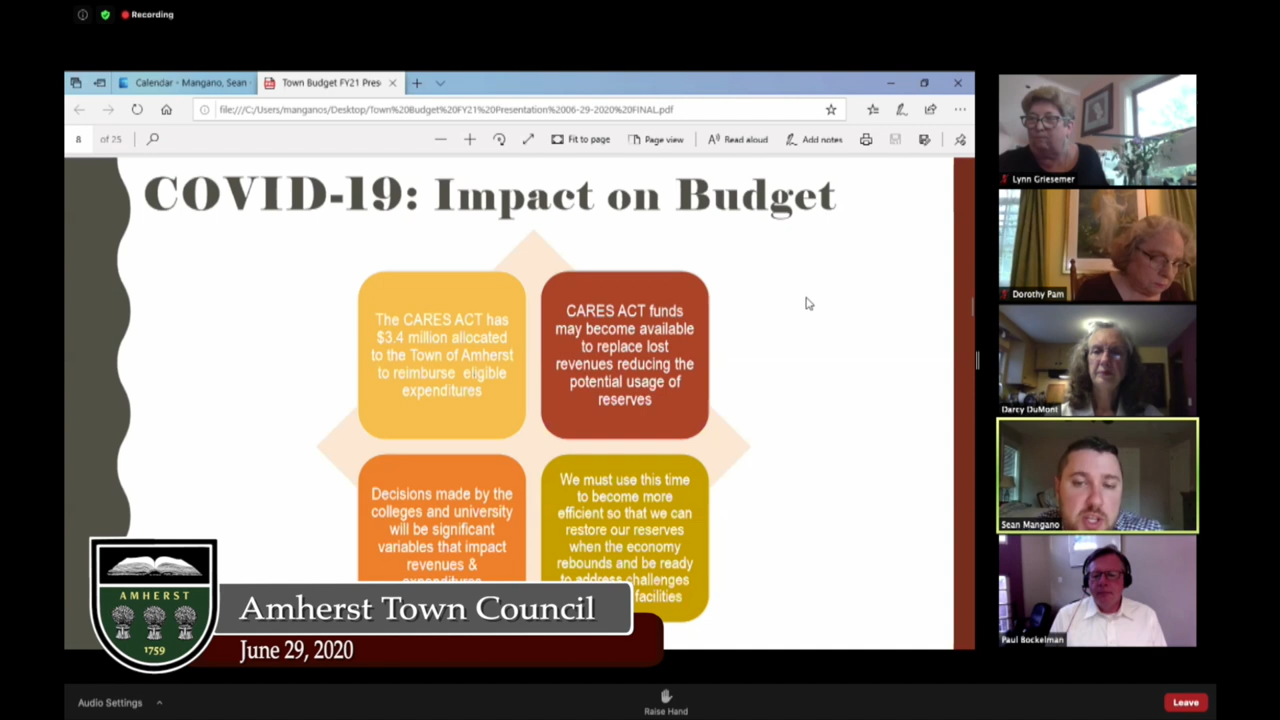 Recording
Calendar - Mangano, Sean
Town Budget FY21 Pres
file:///C:/Users/manganos/Desktop/Town%20Budget%20FY21%20Presentation%2006-29-2020%20FINAL.pdf
8 of 25
Fit to page
Page view
Read aloud
Add notes
COVID-19: Impact on Budget
The CARES ACT has
$3.4 million allocated
to the Town of Amherst
to reimburse eligible
expenditures
CARES ACT funds
may become available
to replace lost
revenues reducing the
potential usage of
reserves
Decisions made by the
colleges and university
will be significant
variables that impact
revenues &
expenditures
We must use this time
to become more
efficient so that we can
restore our reserves
when the economy
rebounds and be ready
to address challenges
facilities
AMHERST
1759
Amherst Town Council
June 29, 2020
Lynn Griesemer
Dorothy Pam
Darcy DuMont
Sean Mangano
Paul Bockelman
Audio Settings
Raise Hand
Leave